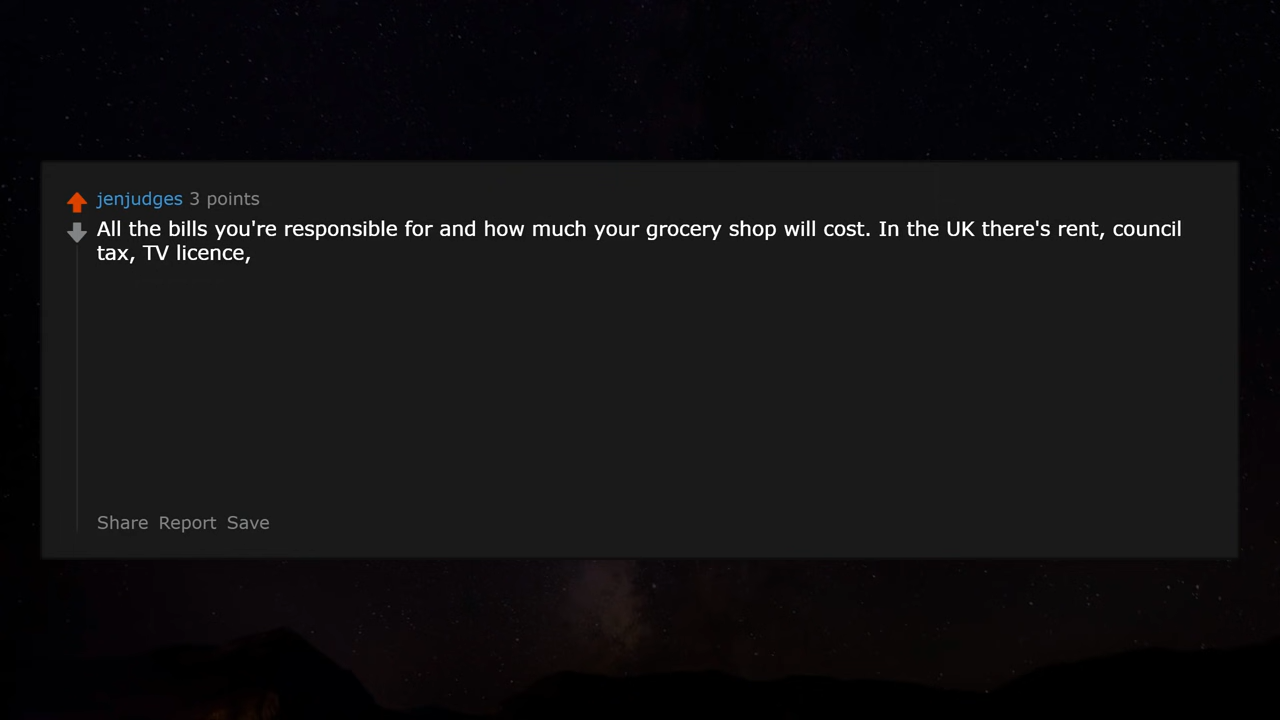 jenjudges 3 points
All the bills you're responsible for and how much your grocery shop will cost. In the UK there's rent, council
tax, TV licence,
Share Report Save